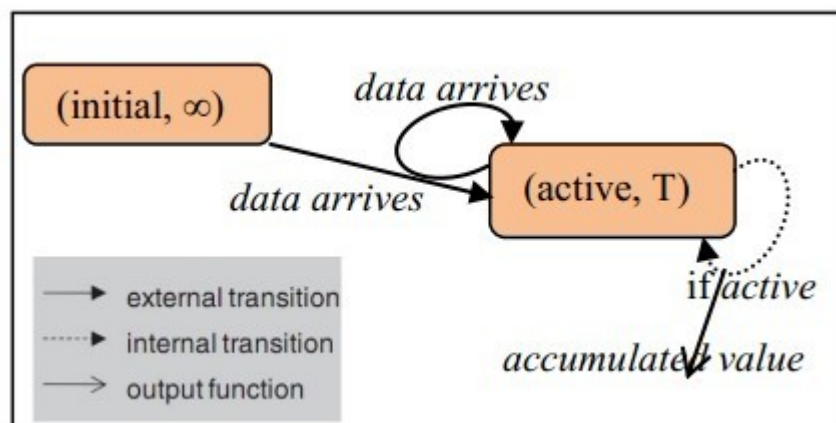 (initial, ∞)
data arrives
data arrives
(active, T)
if active
accumulated value
external transition
internal transition
output function